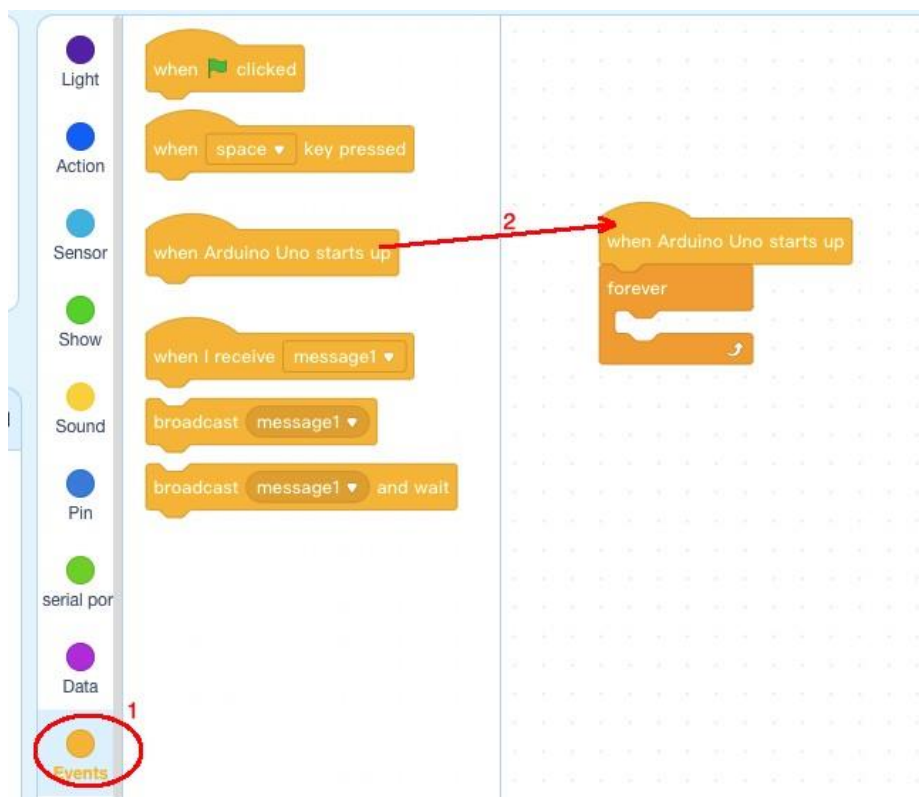 Light
Action
Sensor
Show
Sound
Pin
serial por
Data
1
Events
when clicked
when space key pressed
when Arduino Uno starts up
when I receive message1
broadcast message1
broadcast message1 and wait
2
when Arduino Uno starts up
forever